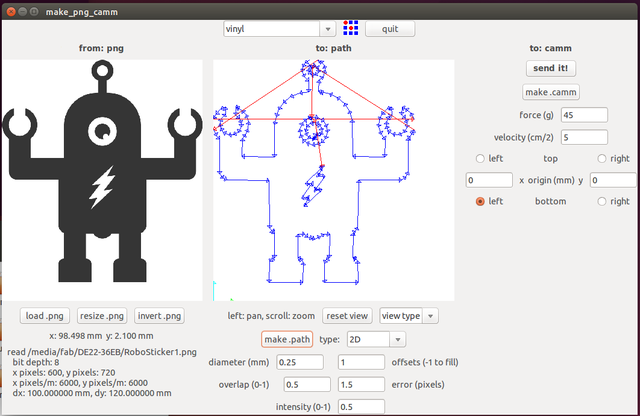 make_png_camm
vinyl quit
from: png to: path to: camm
send it!
make .camm
force (g) 45
velocity (cm/2) 5
left top right
0 x origin (mm) y 0
left bottom right
load .png resize .png invert .png left: pan, scroll: zoom reset view view type
x: 98.498 mm y: 2.100 mm make .path type: 2D
read /media/fab/DE22-36EB/RoboSticker1.png
bit depth: 8 diameter (mm) 0.25 1 offsets (-1 to fill)
x pixels: 600, y pixels: 720
x pixels/m: 6000, y pixels/m: 6000 overlap (0-1) 0.5 1.5 error (pixels)
dx: 100.000000 mm, dy: 120.000000 mm
intensity (0-1) 0.5